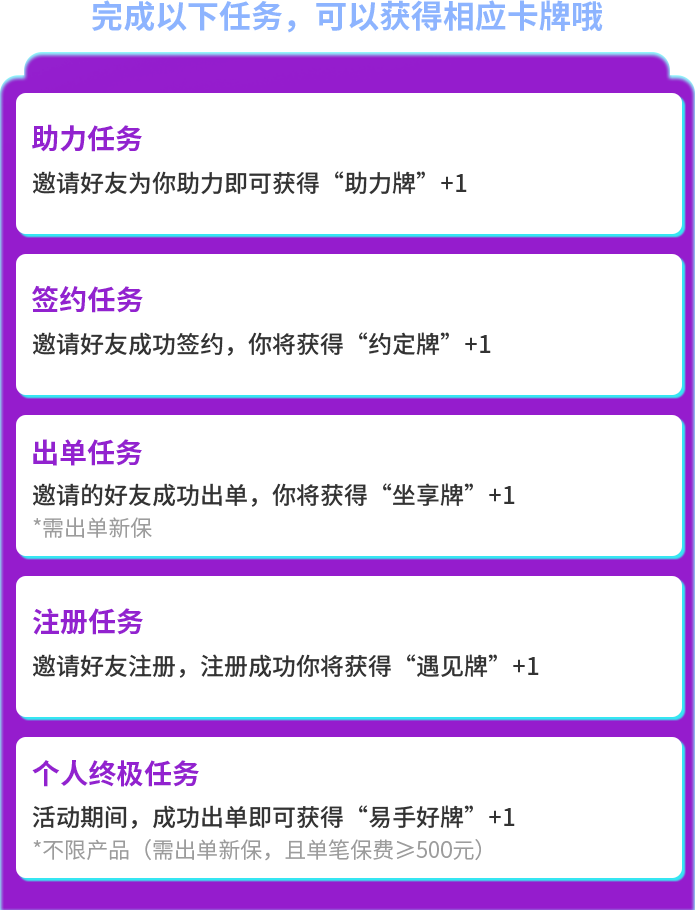 完成以下任务，可以获得相应卡牌哦
助力任务
邀请好友为你助力即可获得“助力牌”+1
签约任务
邀请好友成功签约，你将获得“约定牌”+1
出单任务
邀请的好友成功出单，你将获得“坐享牌”+1
*需出单新保
注册任务
邀请好友注册，注册成功你将获得“遇见牌”+1
个人终极任务
活动期间，成功出单即可获得“易手好牌”+1
*不限产品（需出单新保，且单笔保费≥500元）